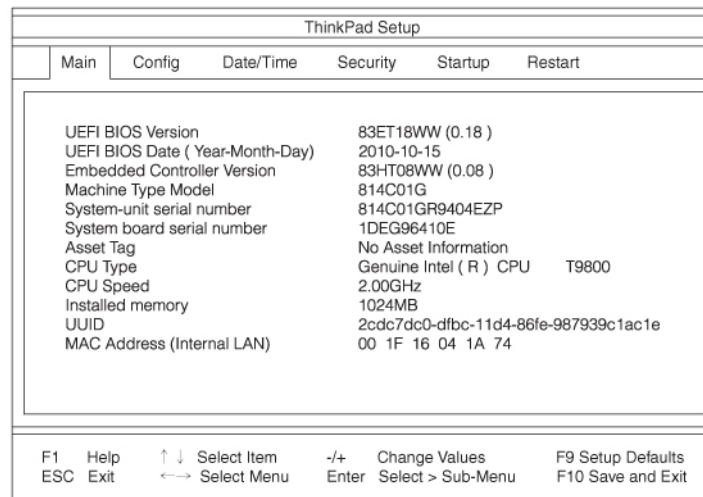 ThinkPad Setup
Main Config Date/Time Security Startup Restart
UEFI BIOS Version 83ET18WW (0.18 )
UEFI BIOS Date ( Year-Month-Day) 2010-10-15
Embedded Controller Version 83HT08WW (0.08 )
Machine Type Model 814C01G
System-unit serial number 814C01GR9404EZP
System board serial number 1DEG96410E
Asset Tag No Asset Information
CPU Type Genuine Intel ( R ) CPU T9800
CPU Speed 2.00GHz
Installed memory 1024MB
UUID 2cdc7dc0-dfbc-11d4-86fe-987939c1ac1e
MAC Address (Internal LAN) 00 1F 16 04 1A 74
F1 Help ↑ ↓ Select Item -/+ Change Values F9 Setup Defaults
ESC Exit ←→ Select Menu Enter Select > Sub-Menu F10 Save and Exit